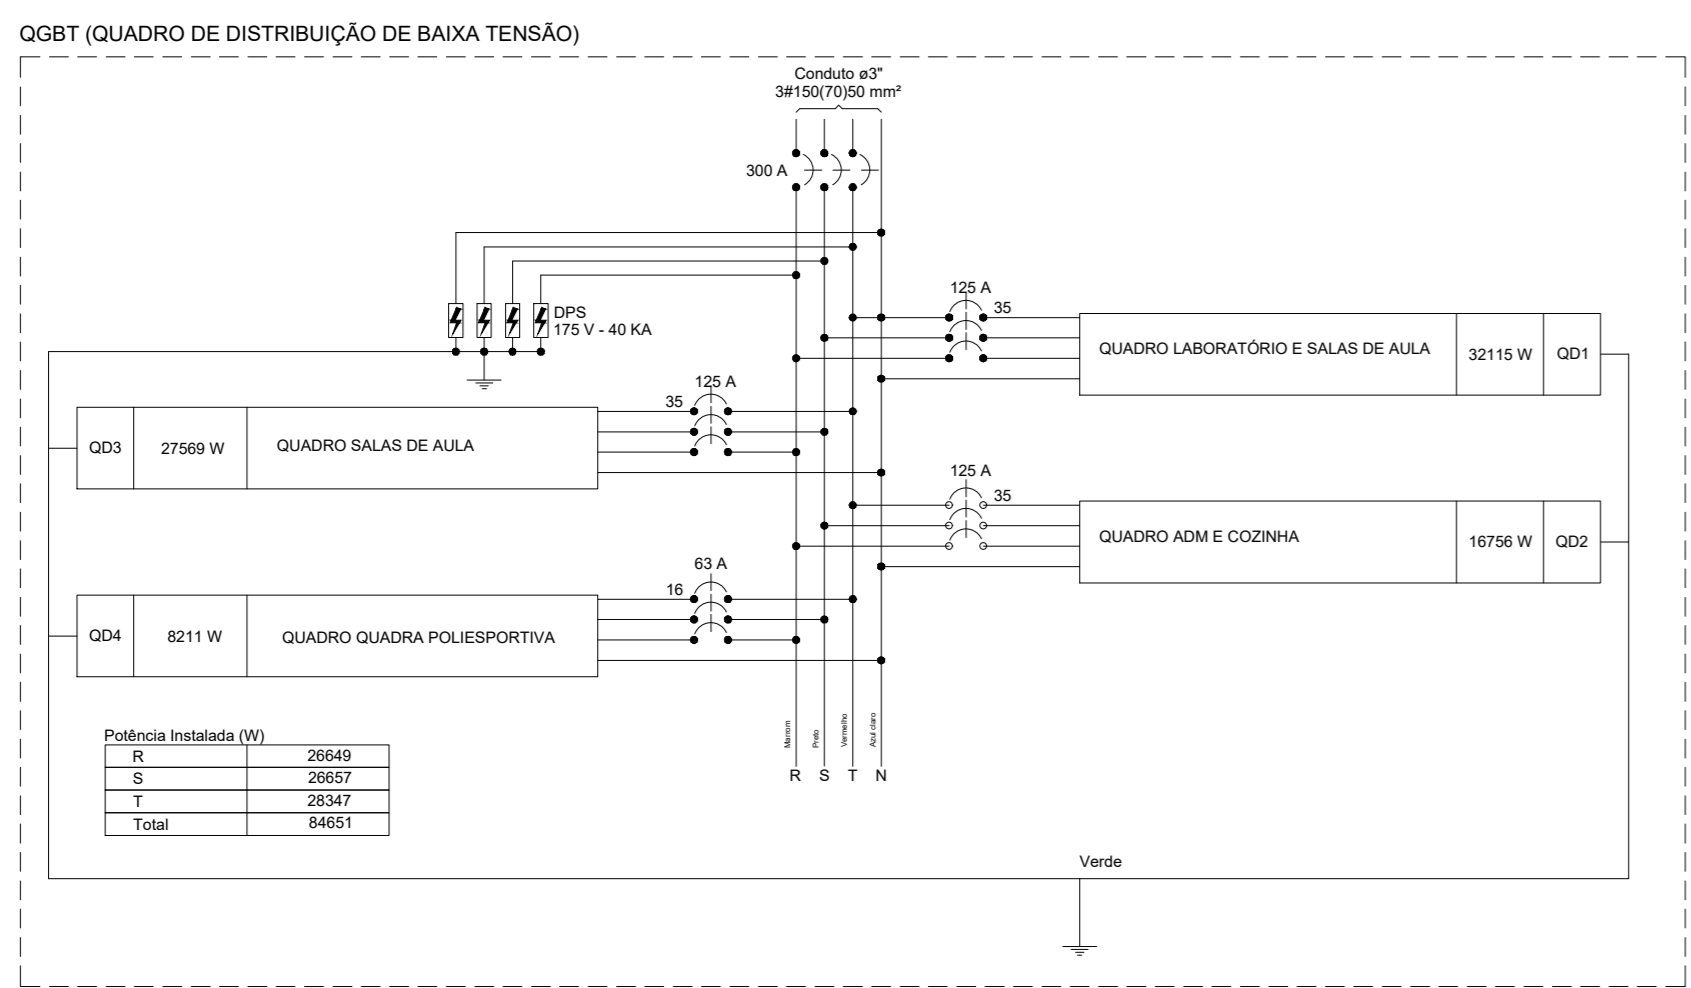 QGBT (QUADRO DE DISTRIBUIÇÃO DE BAIXA TENSÃO)
Conduto ø3"
3#150(70)50 mm²
300 A
DPS
175 V - 40 KA
125 A
35
QUADRO LABORATÓRIO E SALAS DE AULA
32115 W
QD1
125 A
35
QD3
27569 W
QUADRO SALAS DE AULA
125 A
35
QUADRO ADM E COZINHA
16756 W
QD2
63 A
16
QD4
8211 W
QUADRO QUADRA POLIESPORTIVA
Marrom
Preto
Vermelho
Azul claro
R S T N
Potência Instalada (W)
R 26649
S 26657
T 28347
Total 84651
Verde